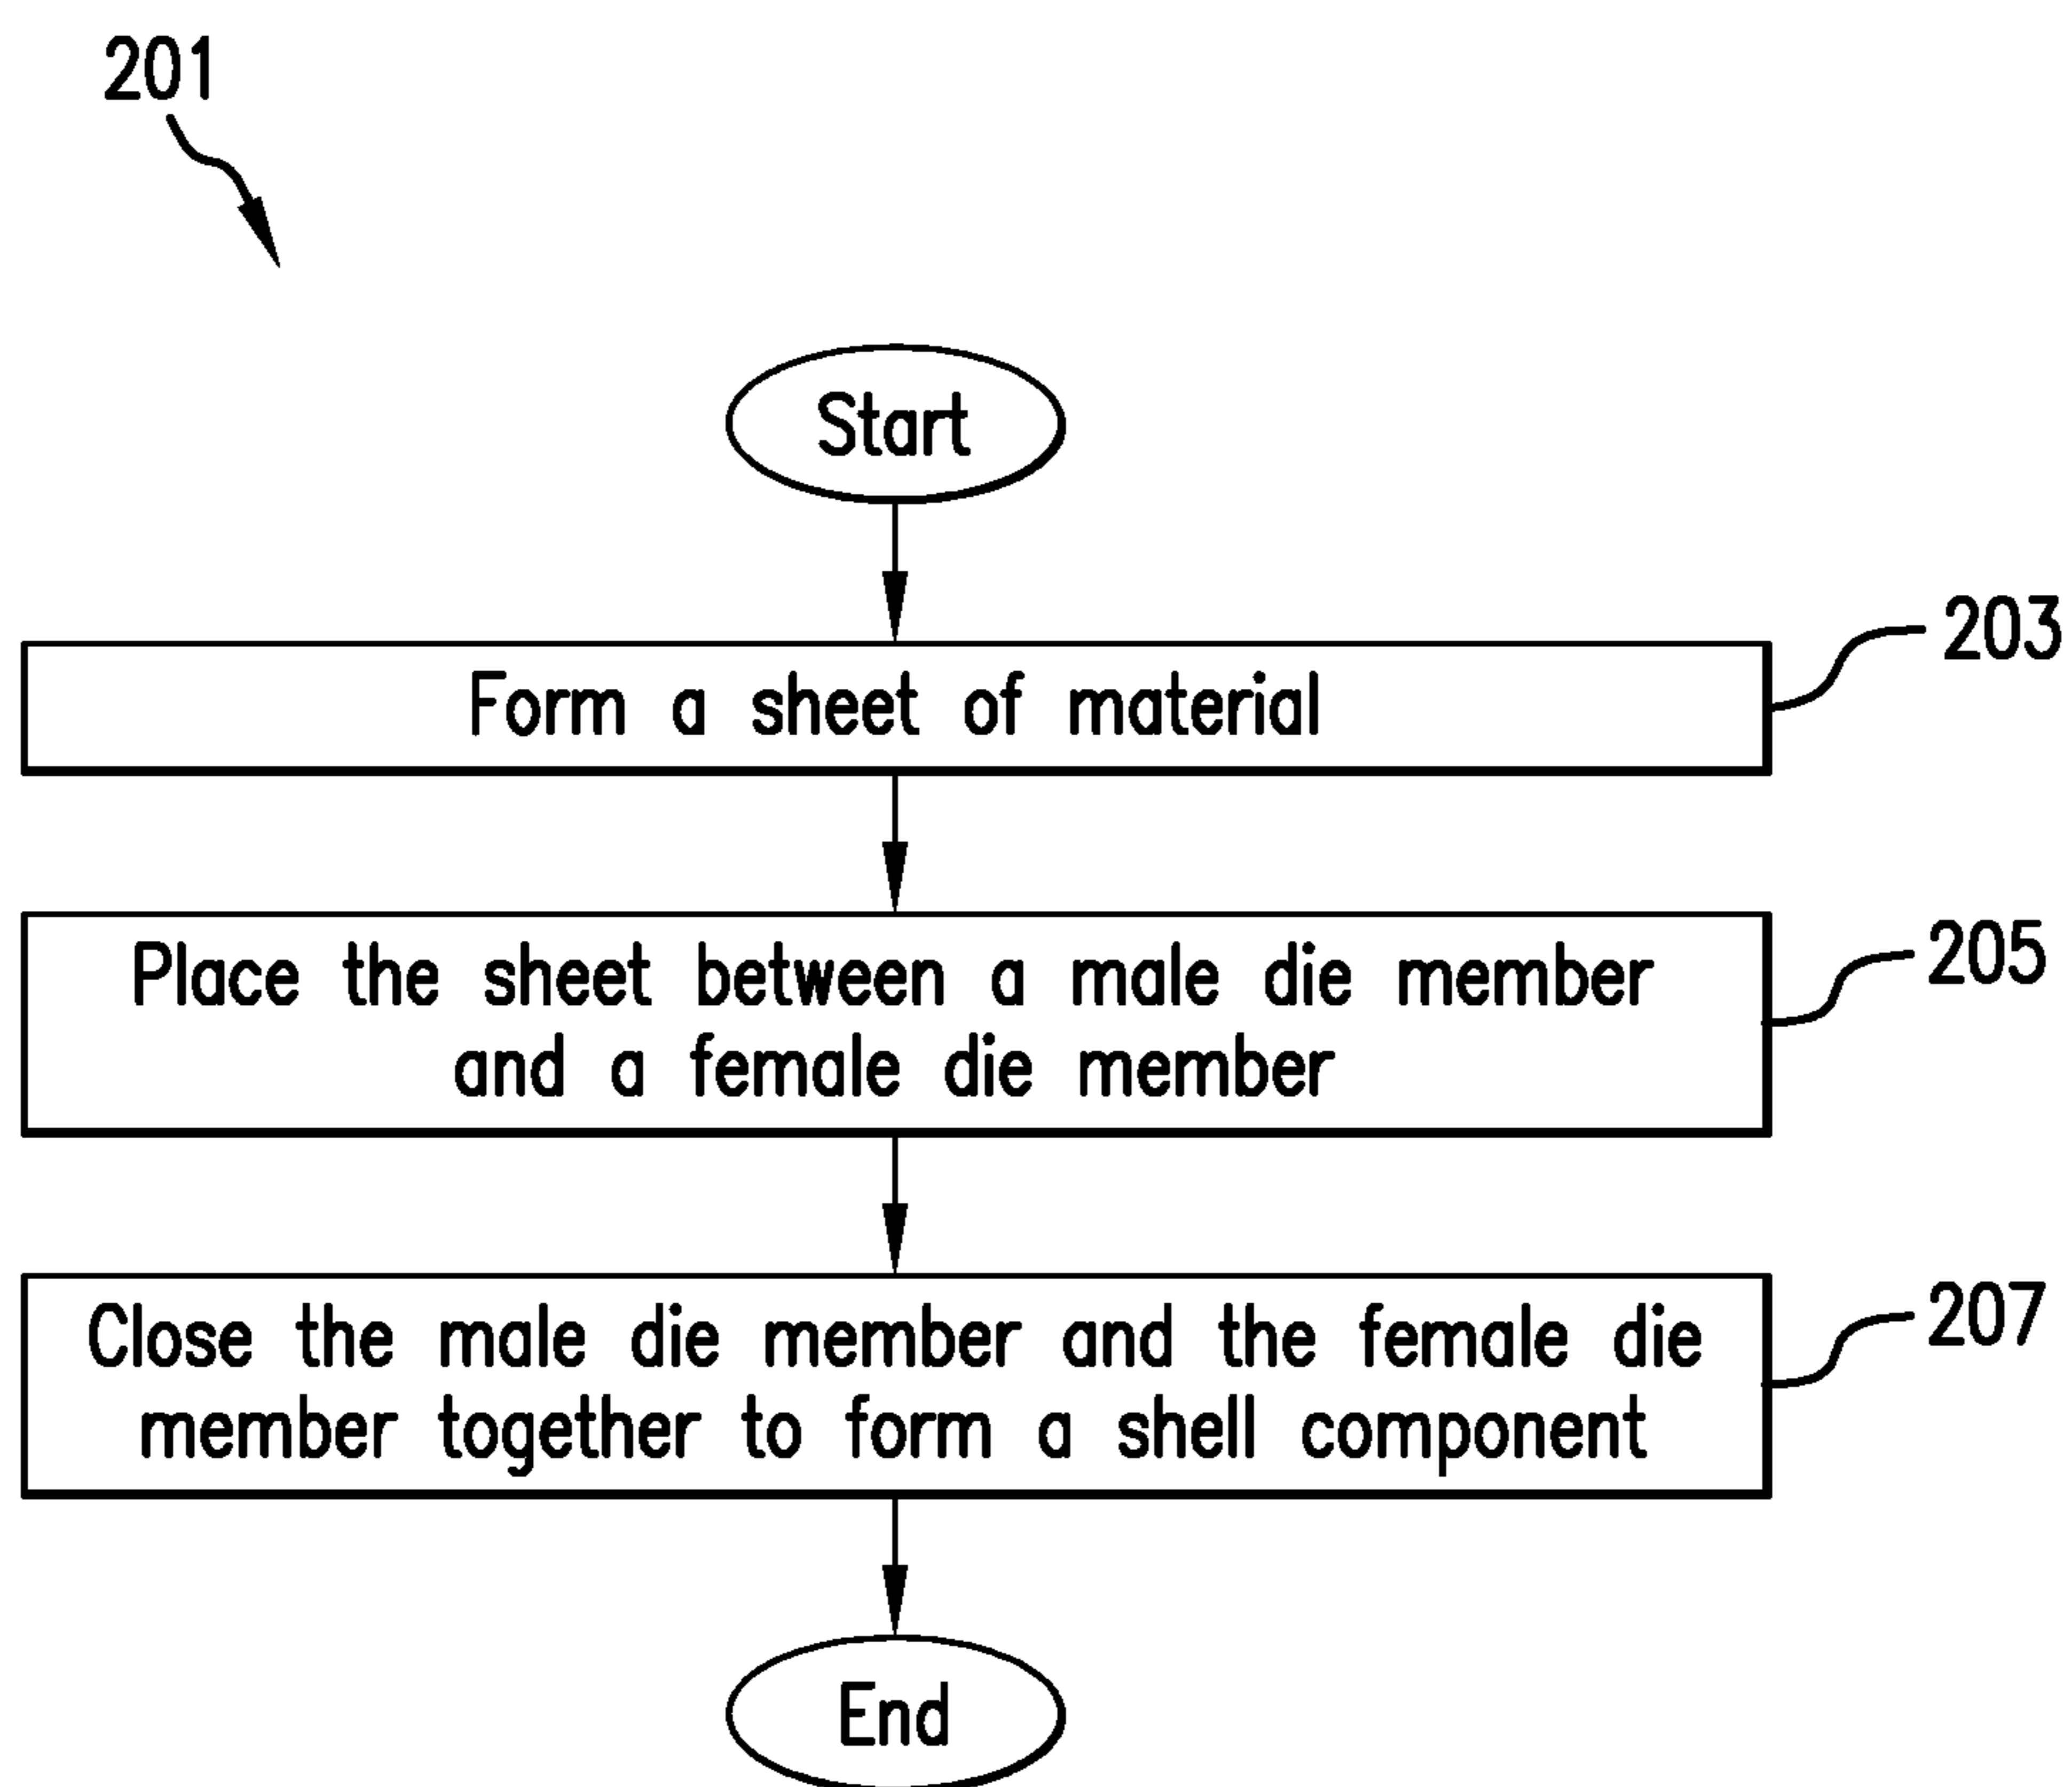 201
Start
203
Form a sheet of material
205
Place the sheet between a male die member
and a female die member
207
Close the male die member and the female die
member together to form a shell component
End